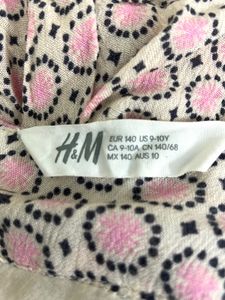 H&M
EUR 140 US 9-10Y
CA 9-10A, CN 140/68
MX 140, AUS 10